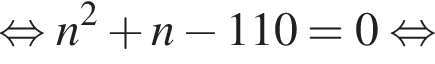 ⇔ n² + n − 110 = 0 ⇔